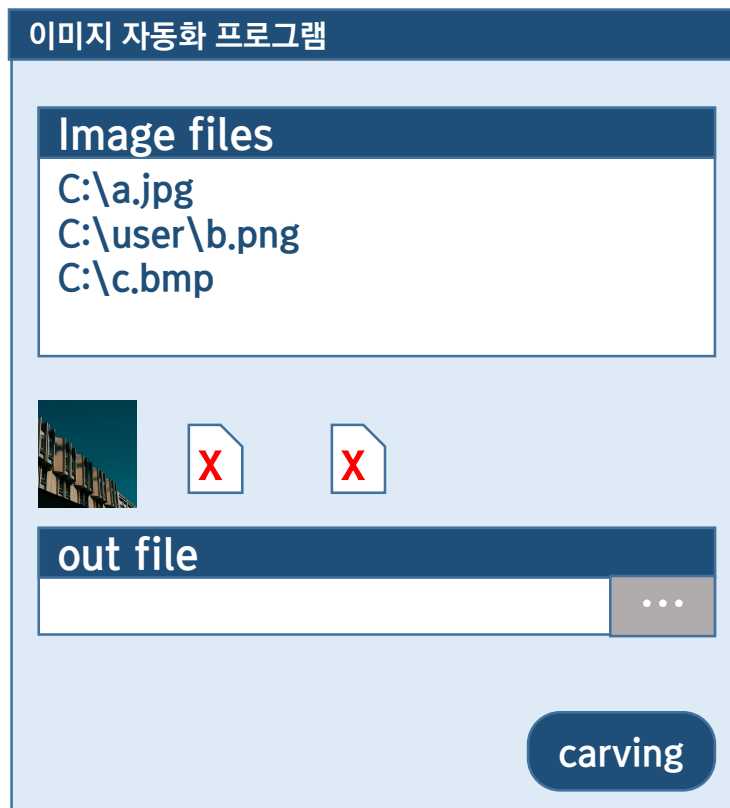 이미지 자동화 프로그램
Image files
C:\a.jpg
C:\user\b.png
C:\c.bmp
X X
out file
...
carving